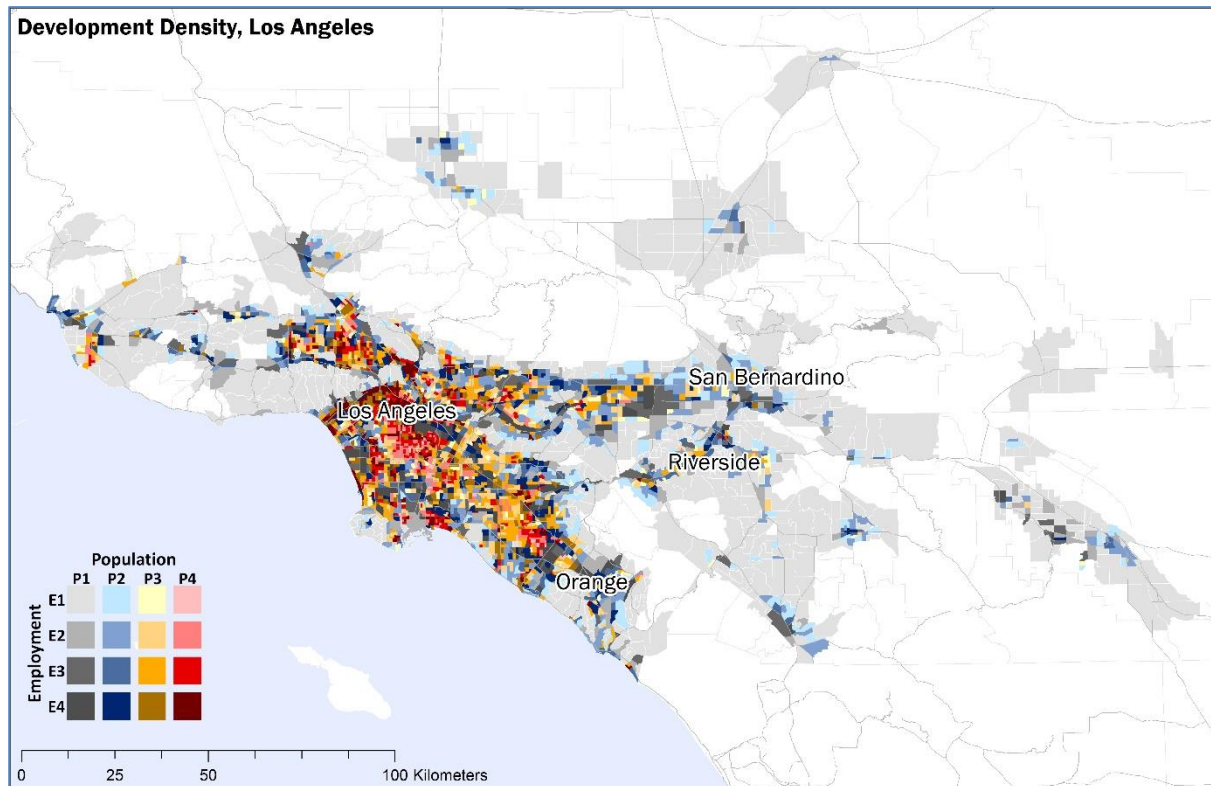 Development Density, Los Angeles
San Bernardino
Los Angeles
Riverside
Orange
Population
P1 P2 P3 P4
Employment
E1
E2
E3
E4
0 25 50 100 Kilometers